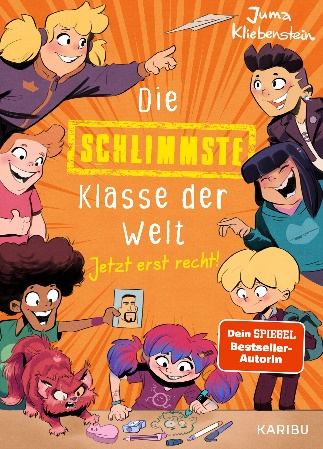 Juma
Kliebenstein
Die
SCHLIMMSTE
Klasse der
Welt
Jetzt erst recht!
Dein SPIEGEL
Bestseller-
Autorin
KARIBU